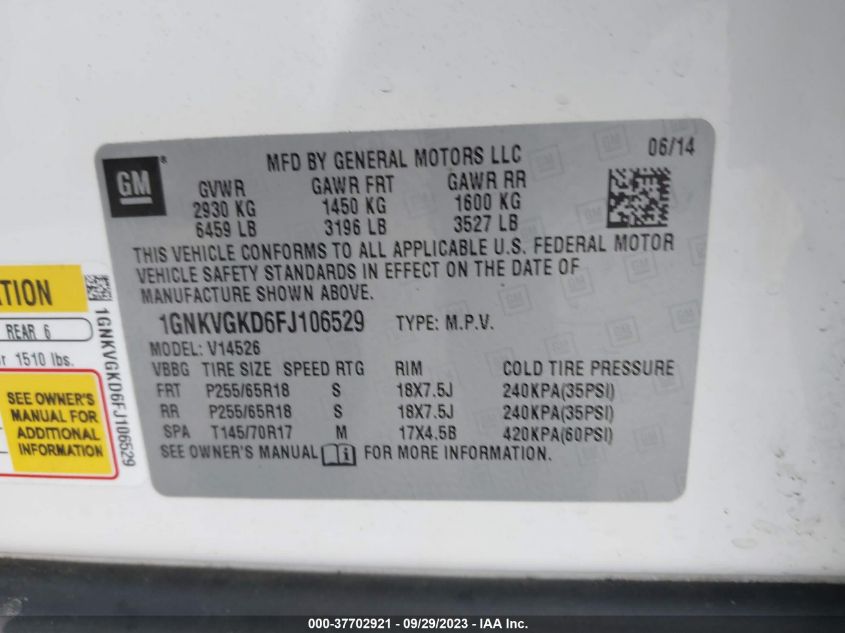 GM ®
MFD BY GENERAL MOTORS LLC
06/14
GVWR GAWR FRT GAWR RR
2930 KG 1450 KG 1600 KG
6459 LB 3196 LB 3527 LB
THIS VEHICLE CONFORMS TO ALL APPLICABLE U.S. FEDERAL MOTOR
VEHICLE SAFETY STANDARDS IN EFFECT ON THE DATE OF
MANUFACTURE SHOWN ABOVE.
1GNKVGKD6FJ106529 TYPE: M.P.V.
MODEL: V14526
VBBG TIRE SIZE SPEED RTG RIM COLD TIRE PRESSURE
FRT P255/65R18 S 18X7.5J 240KPA(35PSI)
RR P255/65R18 S 18X7.5J 240KPA(35PSI)
SPA T145/70R17 M 17X4.5B 420KPA(60PSI)
SEE OWNER'S MANUAL FOR MORE INFORMATION.
REAR 6
1510 lbs.
SEE OWNER'S
MANUAL FOR
ADDITIONAL
INFORMATION
1GNKVGKD6FJ106529
000-37702921 - 09/29/2023 - IAA Inc.